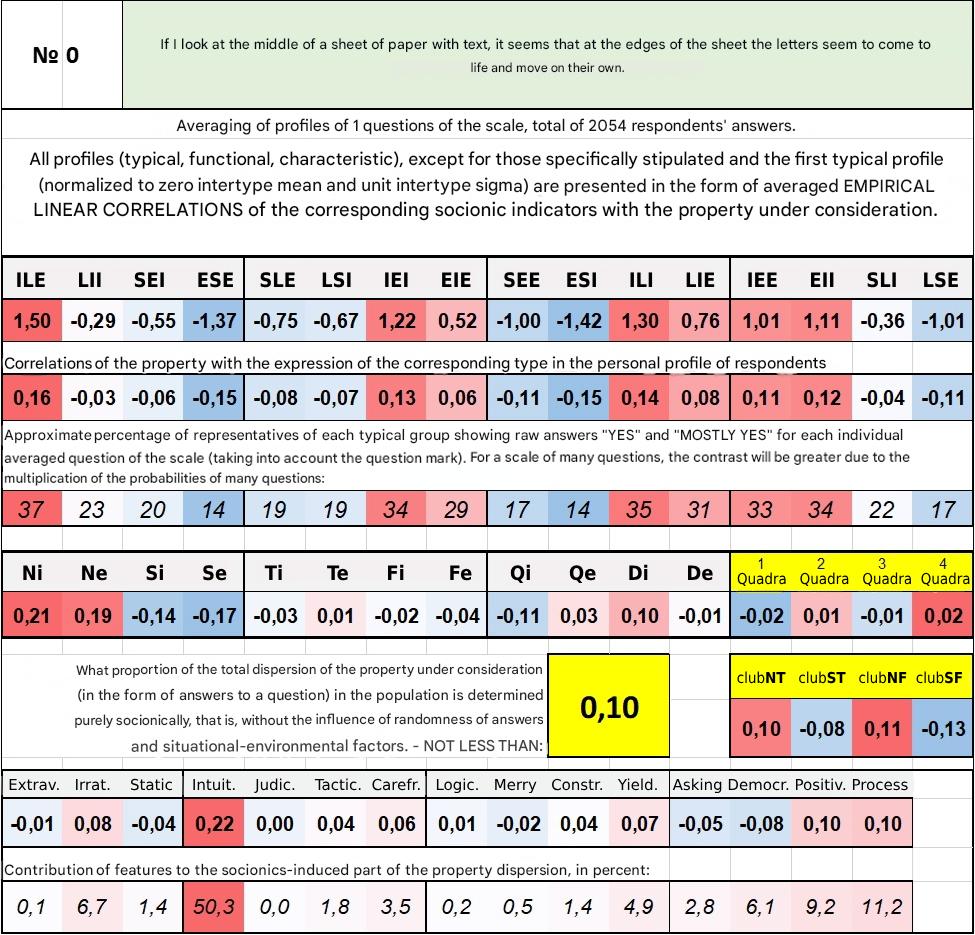 № 0
If I look at the middle of a sheet of paper with text, it seems that at the edges of the sheet the letters seem to come to
life and move on their own.
Averaging of profiles of 1 questions of the scale, total of 2054 respondents' answers.
All profiles (typical, functional, characteristic), except for those specifically stipulated and the first typical profile
(normalized to zero intertype mean and unit intertype sigma) are presented in the form of averaged EMPIRICAL
LINEAR CORRELATIONS of the corresponding socionic indicators with the property under consideration.
ILE LII SEI ESE SLE LSI IEI EIE SEE ESI ILI LIE IEE EII SLI LSE
1,50 -0,29 -0,55 -1,37 -0,75 -0,67 1,22 0,52 -1,00 -1,42 1,30 0,76 1,01 1,11 -0,36 -1,01
Correlations of the property with the expression of the corresponding type in the personal profile of respondents
0,16 -0,03 -0,06 -0,15 -0,08 -0,07 0,13 0,06 -0,11 -0,15 0,14 0,08 0,11 0,12 -0,04 -0,11
Approximate percentage of representatives of each typical group showing raw answers "YES" and "MOSTLY YES" for each individual
averaged question of the scale (taking into account the question mark). For a scale of many questions, the contrast will be greater due to the
multiplication of the probabilities of many questions:
37 23 20 14 19 19 34 29 17 14 35 31 33 34 22 17
Ni Ne Si Se Ti Te Fi Fe Qi Qe Di De 1 Quadra 2 Quadra 3 Quadra 4 Quadra
0,21 0,19 -0,14 -0,17 -0,03 0,01 -0,02 -0,04 -0,11 0,03 0,10 -0,01 -0,02 0,01 -0,01 0,02
What proportion of the total dispersion of the property under consideration
(in the form of answers to a question) in the population is determined
purely socionically, that is, without the influence of randomness of answers
and situational-environmental factors. - NOT LESS THAN:
0,10
clubNT clubST clubNF clubSF
0,10 -0,08 0,11 -0,13
Extrav. Irrat. Static Intuit. Judic. Tactic. Carefr. Logic. Merry Constr. Yield. Asking Democr. Positiv. Process
-0,01 0,08 -0,04 0,22 0,00 0,04 0,06 0,01 -0,02 0,04 0,07 -0,05 -0,08 0,10 0,10
Contribution of features to the socionics-induced part of the property dispersion, in percent:
0,1 6,7 1,4 50,3 0,0 1,8 3,5 0,2 0,5 1,4 4,9 2,8 6,1 9,2 11,2